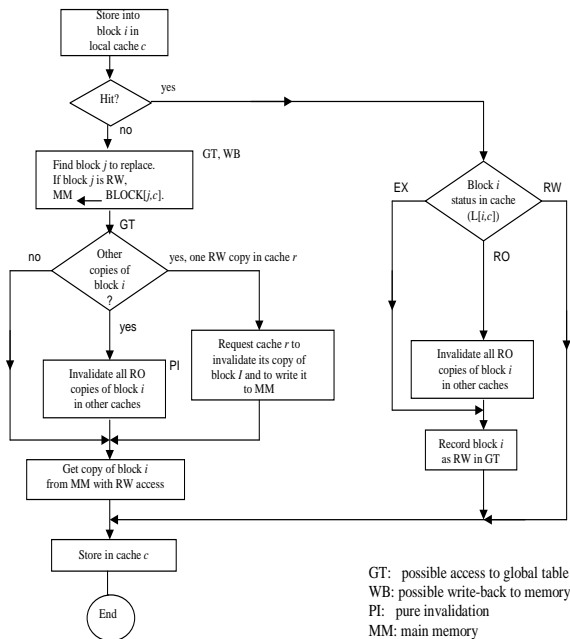 Store into
block i in
local cache c
Hit?
yes
no
Find block j to replace.
If block j is RW,
MM BLOCK[j,c].
GT, WB
GT
Other
copies of
block i
?
no
yes, one RW copy in cache r
yes
Invalidate all RO
copies of block i
in other caches
PI
Request cache r to
invalidate its copy of
block I and to write it
to MM
Get copy of block i
from MM with RW access
Store in cache c
End
Block i
status in cache
(L[i,c])
EX
RW
RO
Invalidate all RO
copies of block i
in other caches
Record block i
as RW in GT
GT: possible access to global table
WB: possible write-back to memory
PI: pure invalidation
MM: main memory